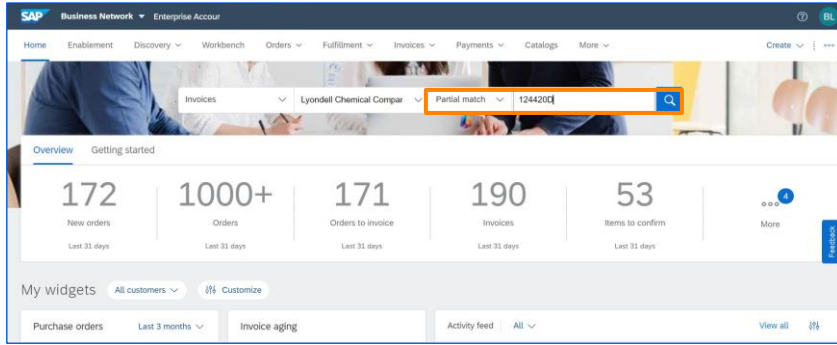 SAP Business Network Enterprise Accour BL
Home Enablement Discovery Workbench Orders Fulfillment Invoices Payments Catalogs More Create
Invoices Lyondell Chemical Compar Partial match 124420D
Overview Getting started
172 1000+ 171 190 53 4
New orders Orders Orders to invoice Invoices Items to confirm More
Last 31 days Last 31 days Last 31 days Last 31 days Last 31 days
Feedback
My widgets All customers Customize
Purchase orders Last 3 months Invoice aging Activity feed All View all